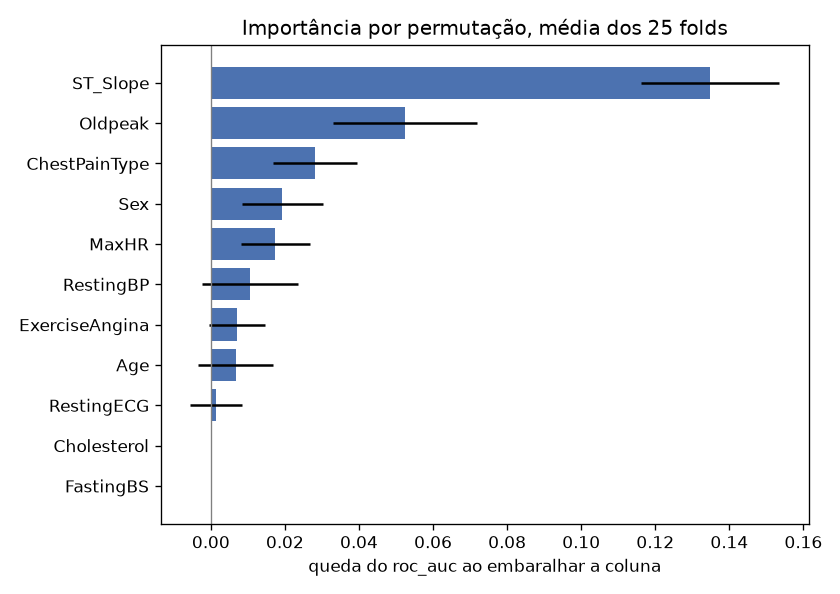 Importância por permutação, média dos 25 folds
ST_Slope
Oldpeak
ChestPainType
Sex
MaxHR
RestingBP
ExerciseAngina
Age
RestingECG
Cholesterol
FastingBS
0.00 0.02 0.04 0.06 0.08 0.10 0.12 0.14 0.16
queda do roc_auc ao embaralhar a coluna